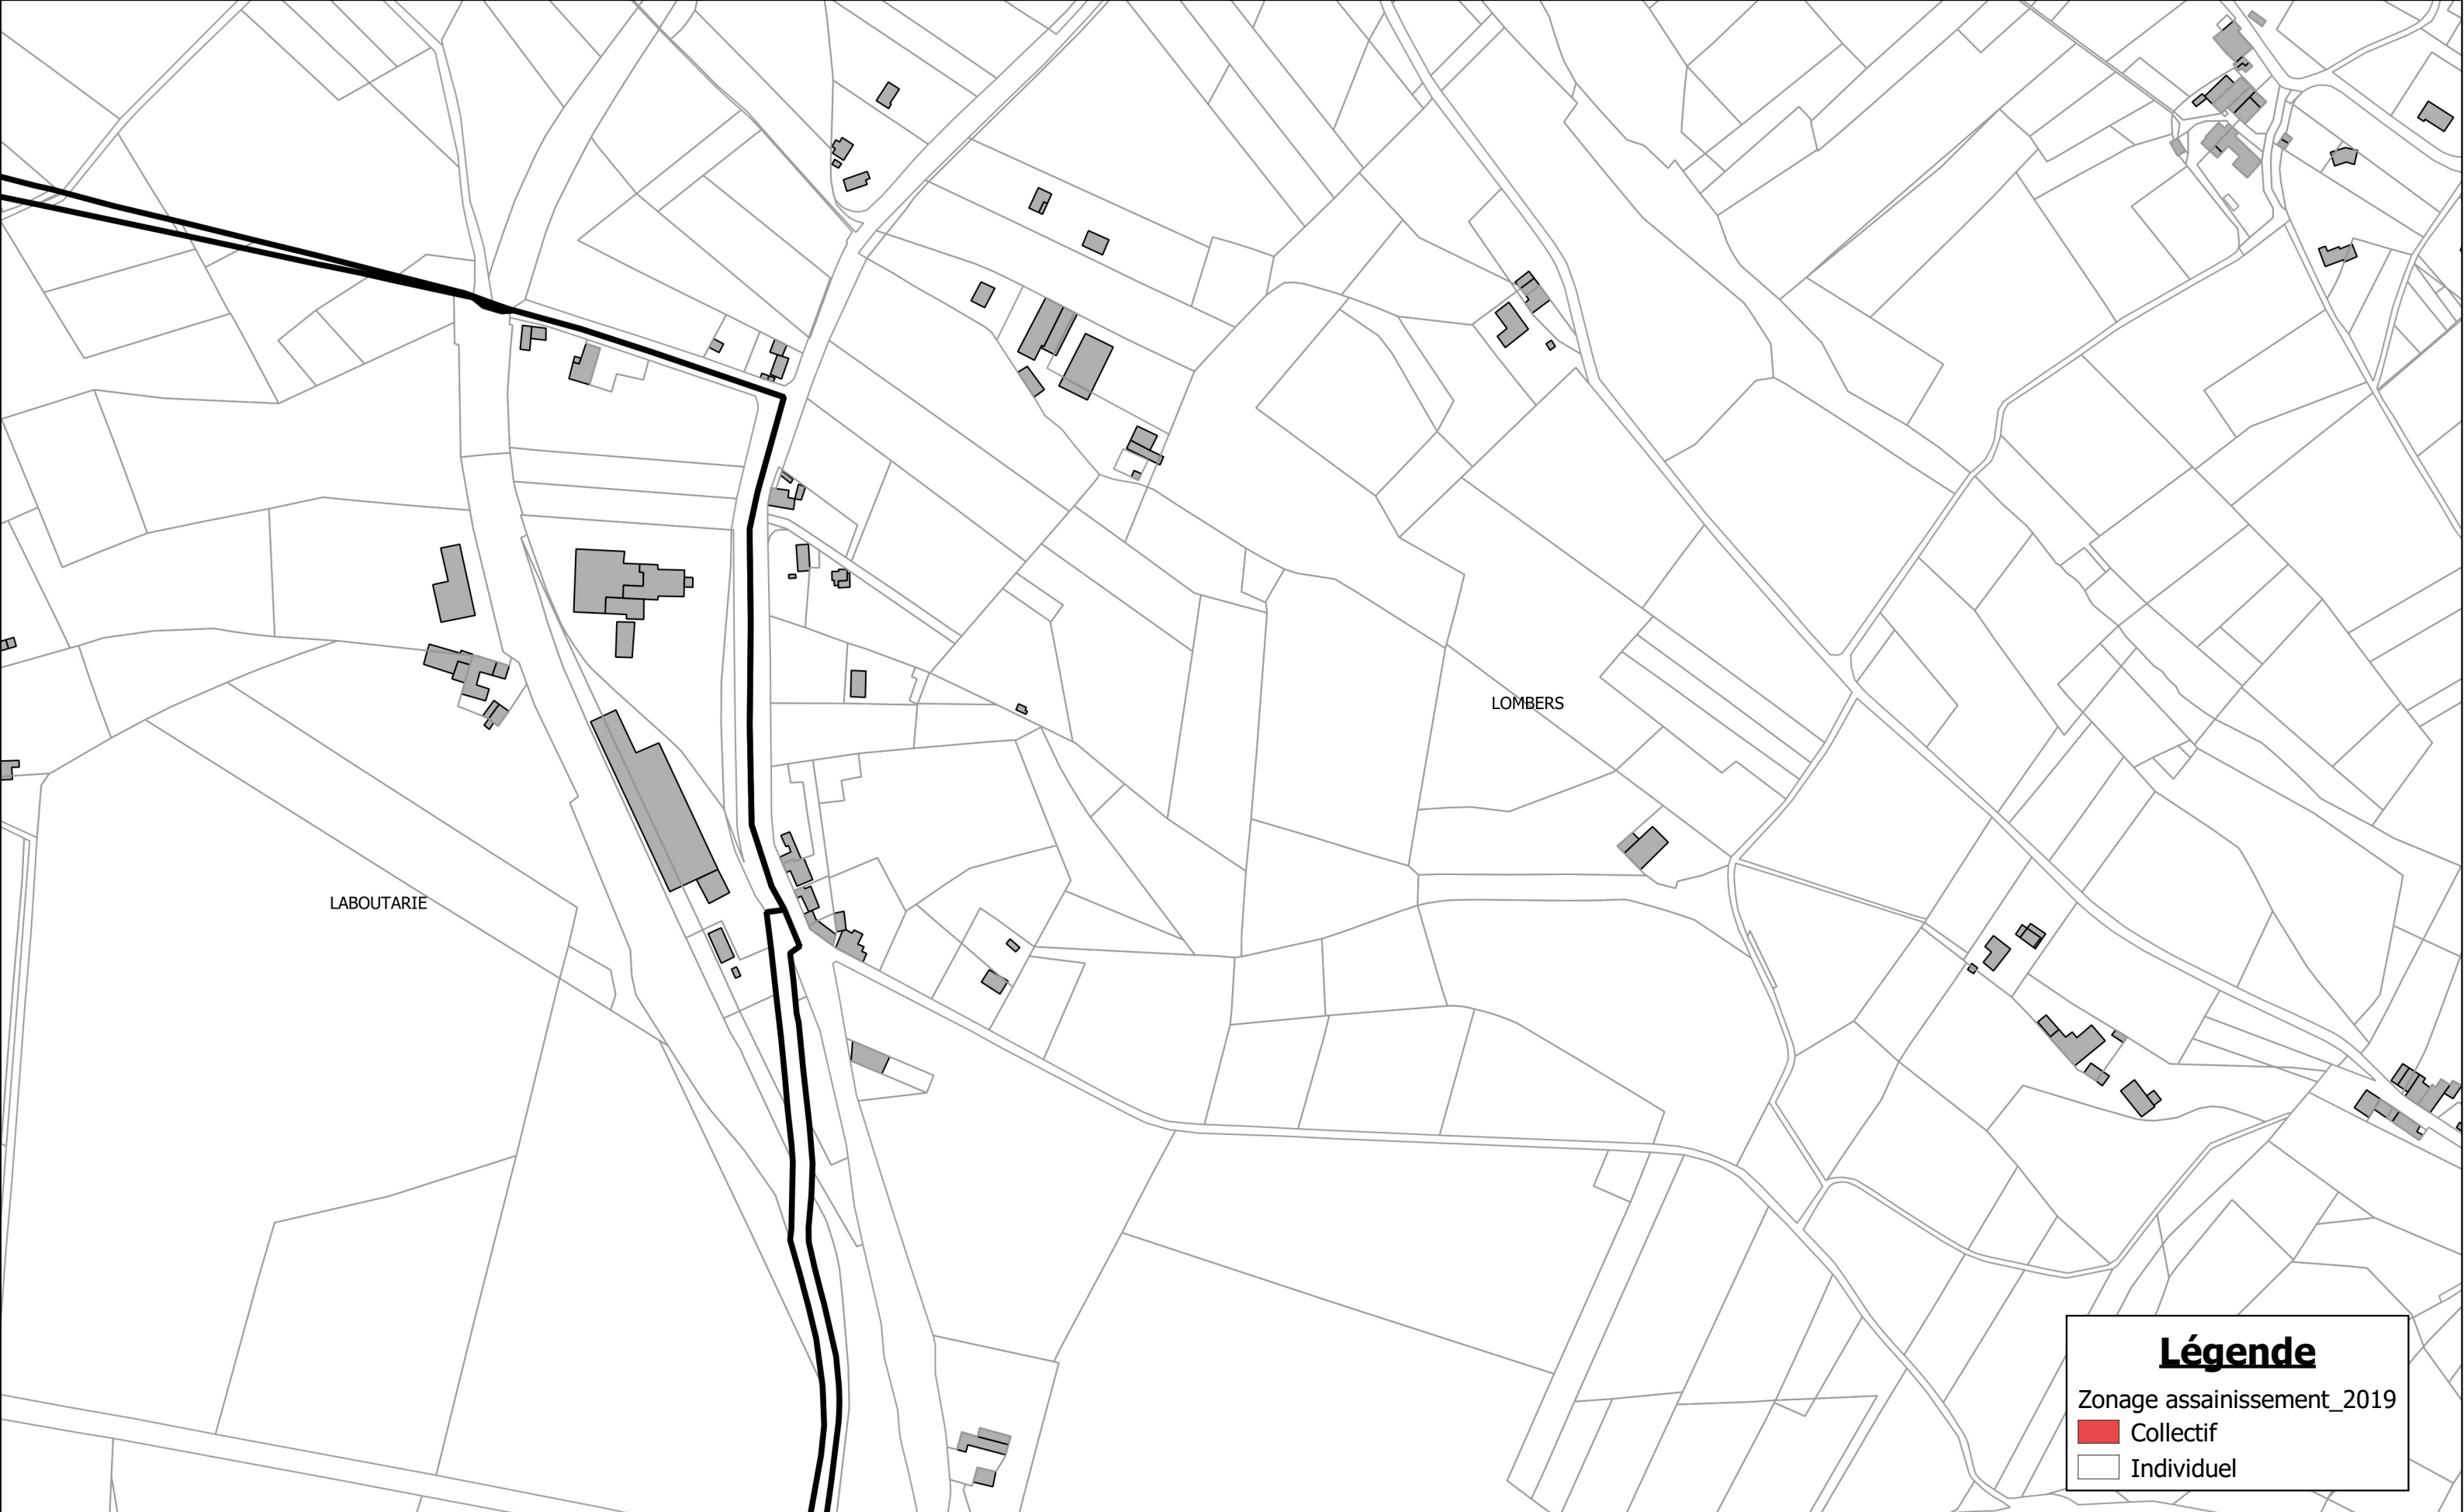 LOMBERS
LABOUTARIE
Légende
Zonage assainissement_2019
Collectif
Individuel